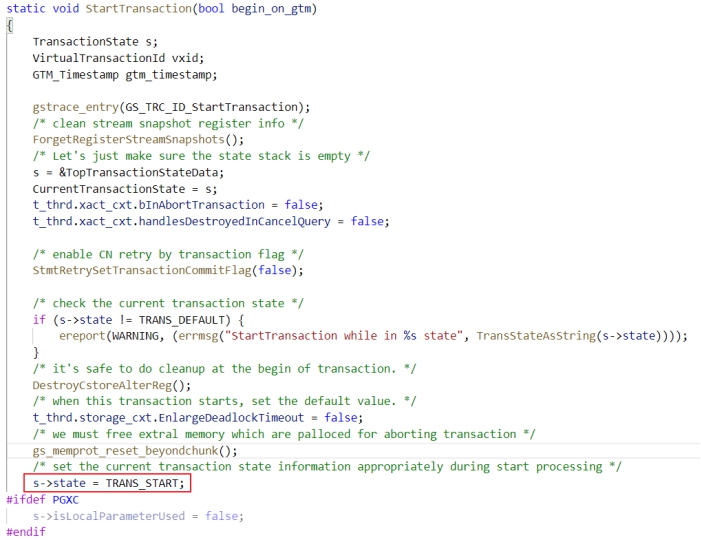 static void StartTransaction(bool begin_on_gtm)
{
    TransactionState s;
    VirtualTransactionId vxid;
    GTM_Timestamp gtm_timestamp;

    gstrace_entry(GS_TRC_ID_StartTransaction);
    /* clean stream snapshot register info */
    ForgetRegisterStreamSnapshots();
    /* Let's just make sure the state stack is empty */
    s = &TopTransactionStateData;
    CurrentTransactionState = s;
    t_thrd.xact_cxt.bInAbortTransaction = false;
    t_thrd.xact_cxt.handlesDestroyedInCancelQuery = false;

    /* enable CN retry by transaction flag */
    StmtRetrySetTransactionCommitFlag(false);

    /* check the current transaction state */
    if (s->state != TRANS_DEFAULT) {
        ereport(WARNING, (errmsg("StartTransaction while in %s state", TransStateAsString(s->state))));
    }
    /* it's safe to do cleanup at the begin of transaction. */
    DestroyCstoreAlterReg();
    /* when this transaction starts, set the default value. */
    t_thrd.storage_cxt.EnlargeDeadlockTimeout = false;
    /* we must free extral memory which are palloced for aborting transaction */
    gs_memprot_reset_beyondchunk();
    /* set the current transaction state information appropriately during start processing */
    s->state = TRANS_START;
#ifdef PGXC
    s->isLocalParameterUsed = false;
#endif